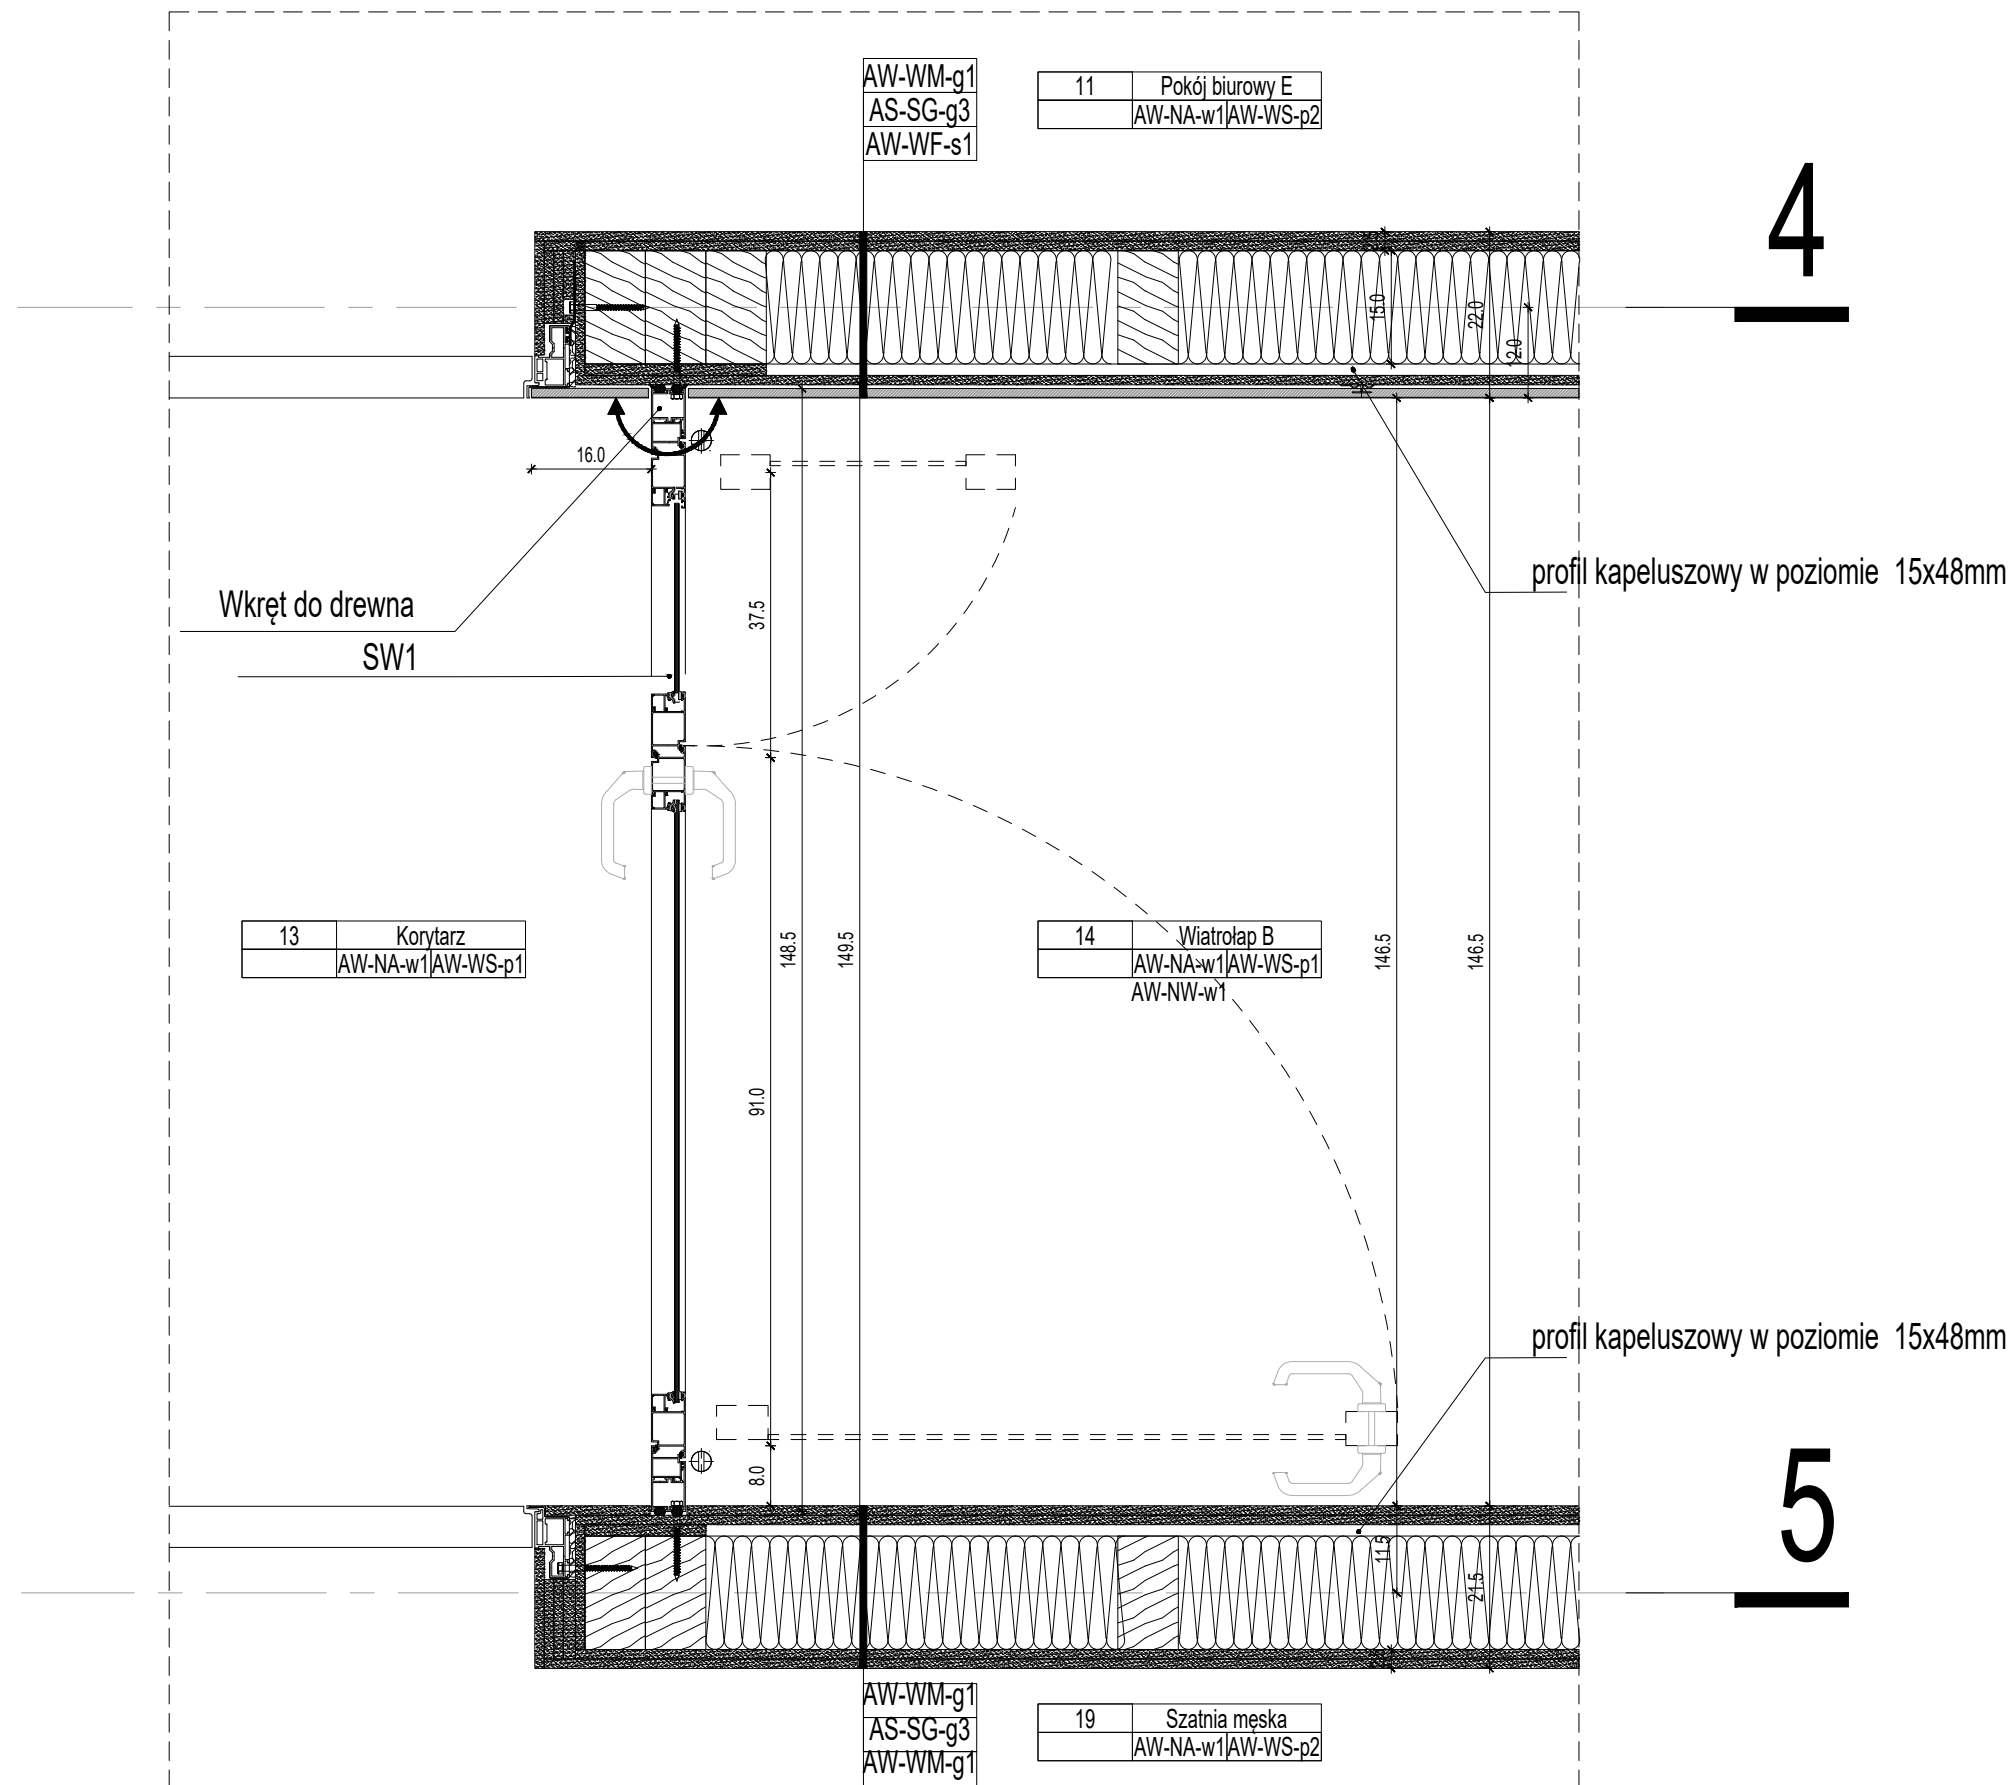 AW-WM-g1
AS-SG-g3
AW-WF-s1
11 Pokój biurowy E
AW-NA-w1 AW-WS-p2
4
15.0
22.0
12.0
16.0
profil kapeluszowy w poziomie 15x48mm
Wkręt do drewna
SW1
37.5
13 Korytarz
AW-NA-w1 AW-WS-p1
148.5
149.5
14 Wiatrołap B
AW-NA-w1 AW-WS-p1
AW-NW-w1
146.5
146.5
91.0
profil kapeluszowy w poziomie 15x48mm
8.0
5
11.5
21.5
AW-WM-g1
AS-SG-g3
AW-WM-g1
19 Szatnia męska
AW-NA-w1 AW-WS-p2